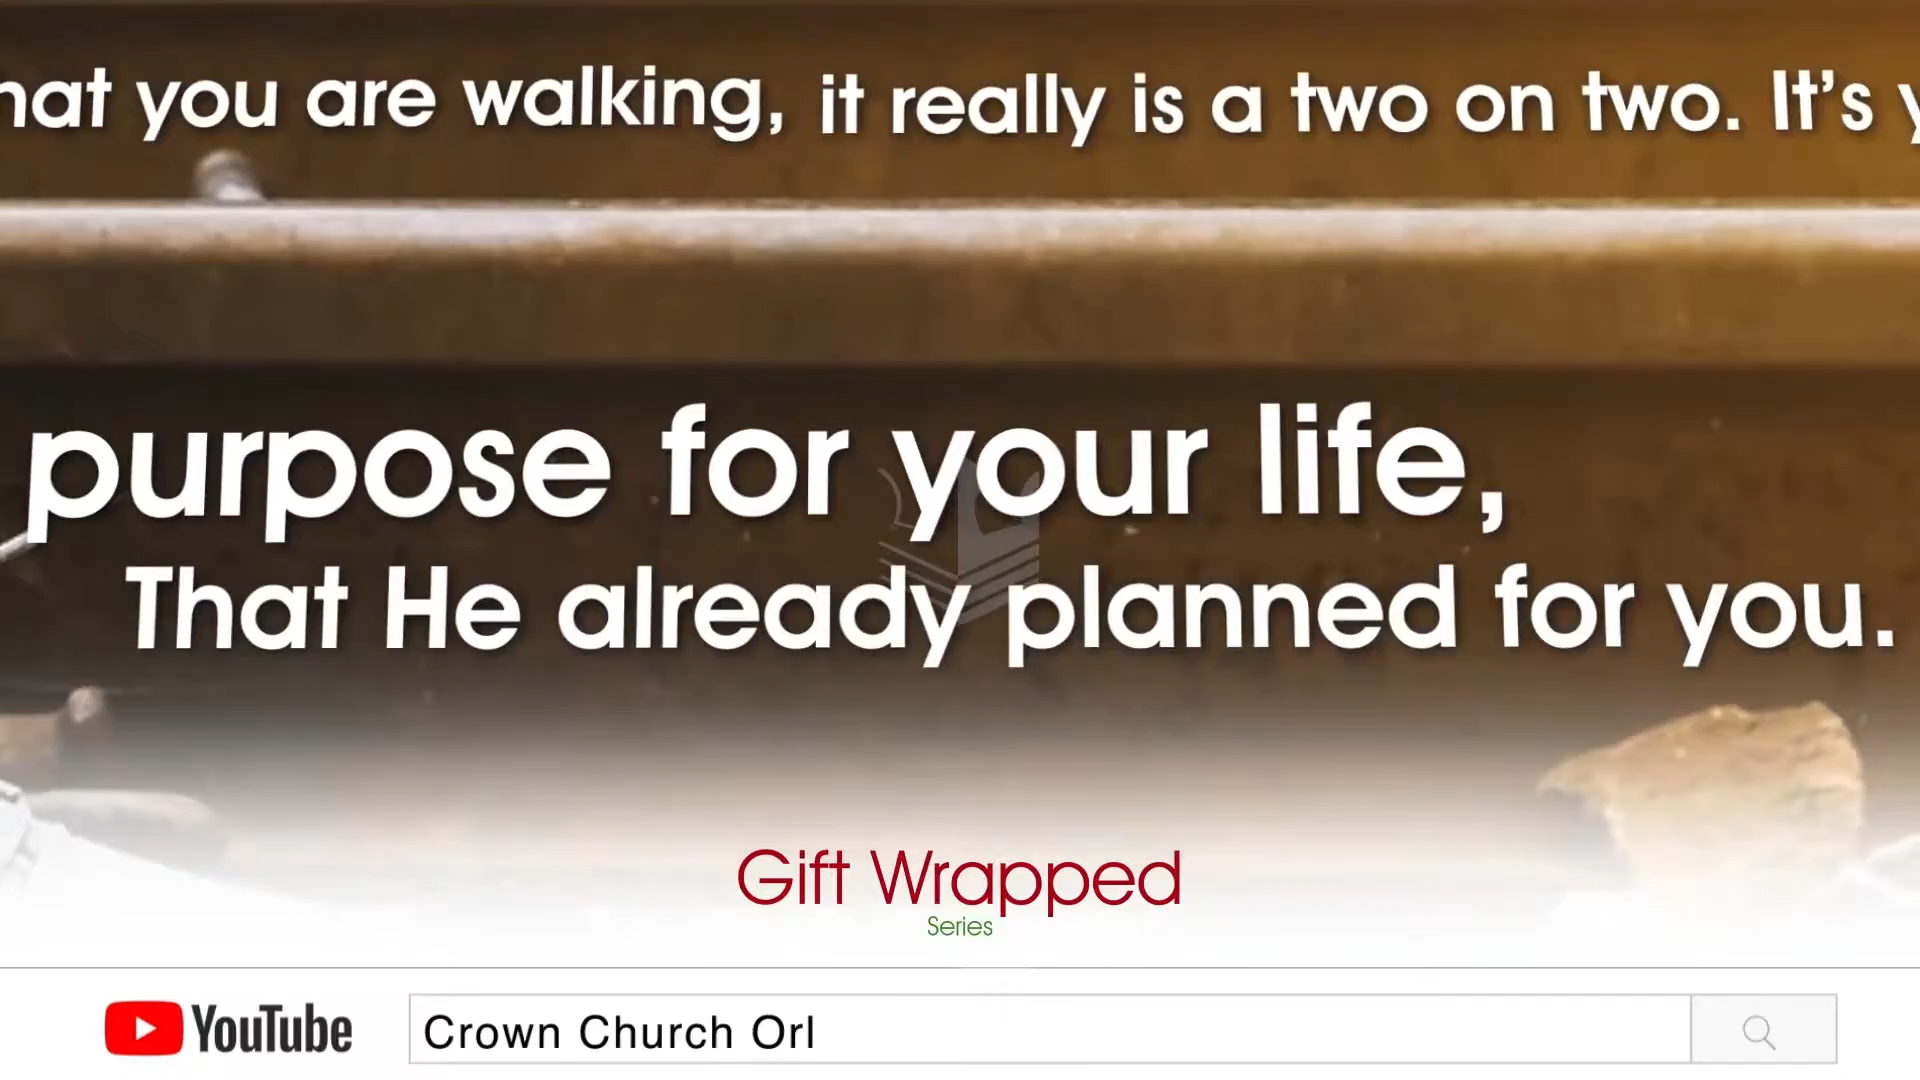 you are walking, it really is a two on two. It's
purpose for your life,
That He already planned for you.
Gift Wrapped
Series
YouTube
Crown Church Orl